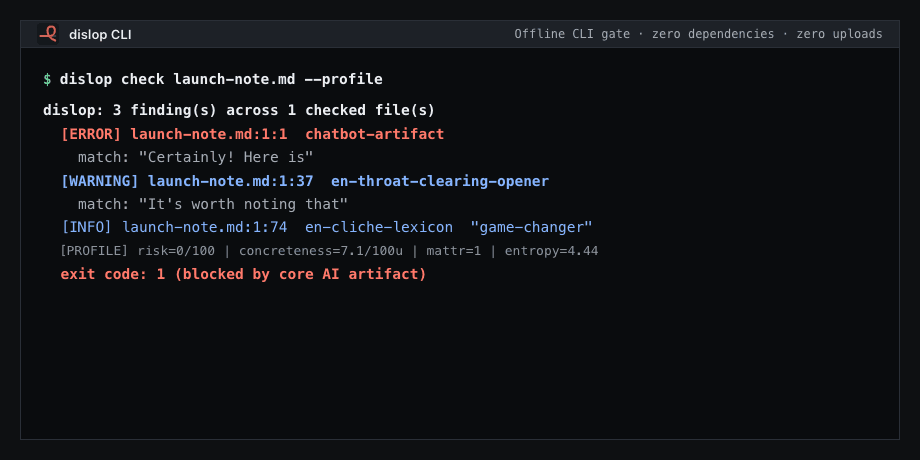 dislop CLI
Offline CLI gate · zero dependencies · zero uploads
$ dislop check launch-note.md --profile
dislop: 3 finding(s) across 1 checked file(s)
[ERROR] launch-note.md:1:1 chatbot-artifact
match: "Certainly! Here is"
[WARNING] launch-note.md:1:37 en-throat-clearing-opener
match: "It's worth noting that"
[INFO] launch-note.md:1:74 en-cliche-lexicon "game-changer"
[PROFILE] risk=0/100 | concreteness=7.1/100u | mattr=1 | entropy=4.44
exit code: 1 (blocked by core AI artifact)